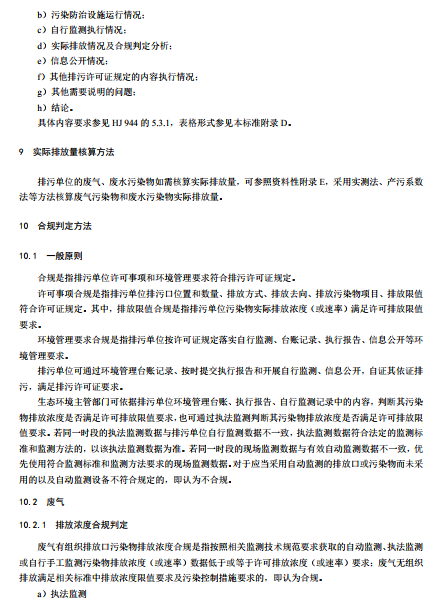 b）污染防治设施运行情况；
c）自行监测执行情况；
d）实际排放情况及合规判定分析；
e）信息公开情况；
f）其他排污许可证规定的内容执行情况；
g）其他需要说明的问题；
h）结论。
具体内容要求参见 HJ 944 的 5.3.1，表格形式参见本标准附录 D。
9 实际排放量核算方法
排污单位的废气、废水污染物如需核算实际排放量，可参照资料性附录 E，采用实测法、产污系数
法等方法核算废气污染物和废水污染物实际排放量。
10 合规判定方法
10.1 一般原则
合规是指排污单位许可事项和环境管理要求符合排污许可证规定。
许可事项合规是指排污单位排污口位置和数量、排放方式、排放去向、排放污染物项目、排放限值
符合许可证规定。其中，排放限值合规是指排污单位污染物实际排放浓度（或速率）满足许可排放限值
要求。
环境管理要求合规是指排污单位按许可证规定落实自行监测、台账记录、执行报告、信息公开等环
境管理要求。
排污单位可通过环境管理台账记录、按时提交执行报告和开展自行监测、信息公开，自证其依证排
污，满足排污许可证要求。
生态环境主管部门可依据排污单位环境管理台账、执行报告、自行监测记录中的内容，判断其污染
物排放浓度是否满足许可排放限值要求，也可通过执法监测判断其污染物排放浓度是否满足许可排放限
值要求。若同一时段的执法监测数据与排污单位自行监测数据不一致，执法监测数据符合法定的监测标
准和监测方法的，以该执法监测数据为准。若同一时段的现场监测数据与有效自动监测数据不一致，优
先使用符合监测标准和监测方法要求的现场监测数据。对于应当采用自动监测的排放口或污染物而未采
用的以及自动监测设备不符合规定的，即认为不合规。
10.2 废气
10.2.1 排放浓度合规判定
废气有组织排放口污染物排放浓度合规是指按照相关监测技术规范要求获取的自动监测、执法监测
或自行手工监测污染物排放浓度（或速率）数据低于或等于许可排放浓度（或速率）要求；废气无组织
排放满足相关标准中排放浓度限值要求及污染控制措施要求的，即认为合规。
a）执法监测